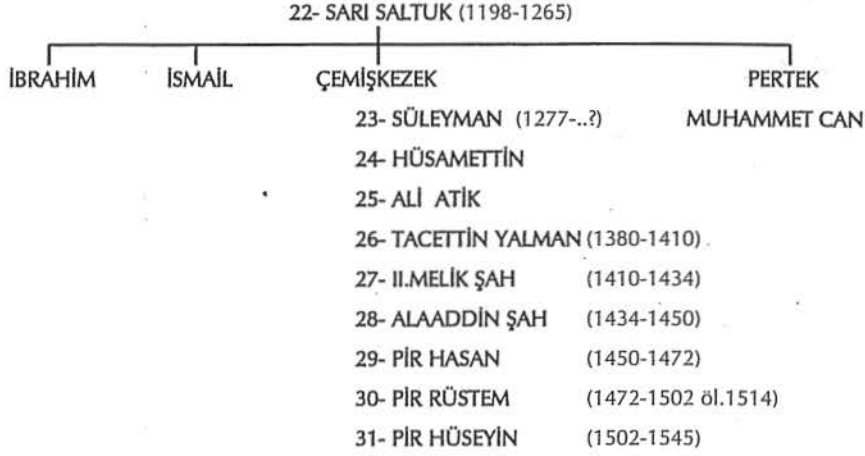 22- SARI SALTUK (1198-1265)
İBRAHİM İSMAİL ÇEMİŞKEZEK PERTEK
23- SÜLEYMAN (1277-..?) MUHAMMET CAN
24- HÜSAMETTİN
25- ALİ ATİK
26- TACETTİN YALMAN (1380-1410)
27- II.MELİK ŞAH (1410-1434)
28- ALAADDİN ŞAH (1434-1450)
29- PİR HASAN (1450-1472)
30- PİR RÜSTEM (1472-1502 öl.1514)
31- PİR HÜSEYİN (1502-1545)